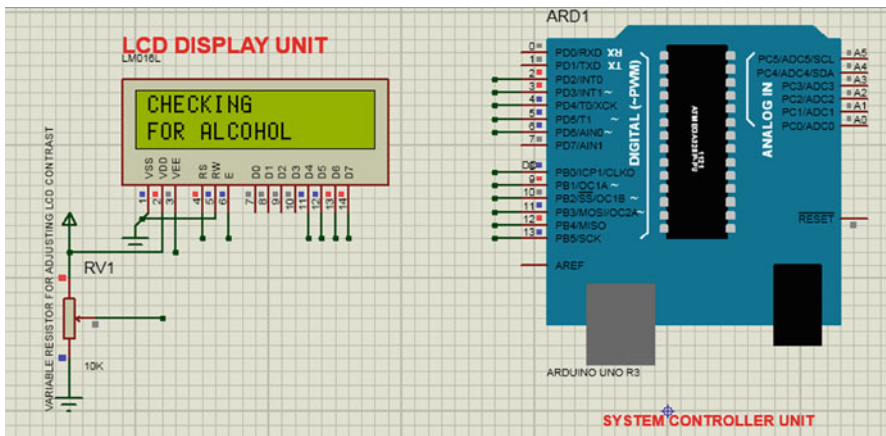 LCD DISPLAY UNIT
LM016L
CHECKING
FOR ALCOHOL
VSS
VDD
VEE
RS
RW
E
D0
D1
D2
D3
D4
D5
D6
D7
1
2
3
4
5
6
7
8
9
10
11
12
13
14
VARIABLE RESISTOR FOR ADJUSTING LCD CONTRAST
RV1
10K
ARD1
0 PD0/RXD RX
1 PD1/TXD TX
2 PD2/INT0
3 PD3/INT1 ~
4 PD4/T0/XCK
5 PD5/T1 ~
6 PD6/AIN0 ~
7 PD7/AIN1
PB0/ICP1/CLKO
9 PB1/OC1A ~
10 PB2/SS/OC1B ~
11 PB3/MOSI/OC2A ~
12 PB4/MISO
13 PB5/SCK
AREF
DIGITAL (~PWM)
1121
ANALOG IN
PC5/ADC5/SCL A5
PC4/ADC4/SDA A4
PC3/ADC3 A3
PC2/ADC2 A2
PC1/ADC1 A1
PC0/ADC0 A0
RESET
ARDUINO UNO R3
SYSTEM CONTROLLER UNIT